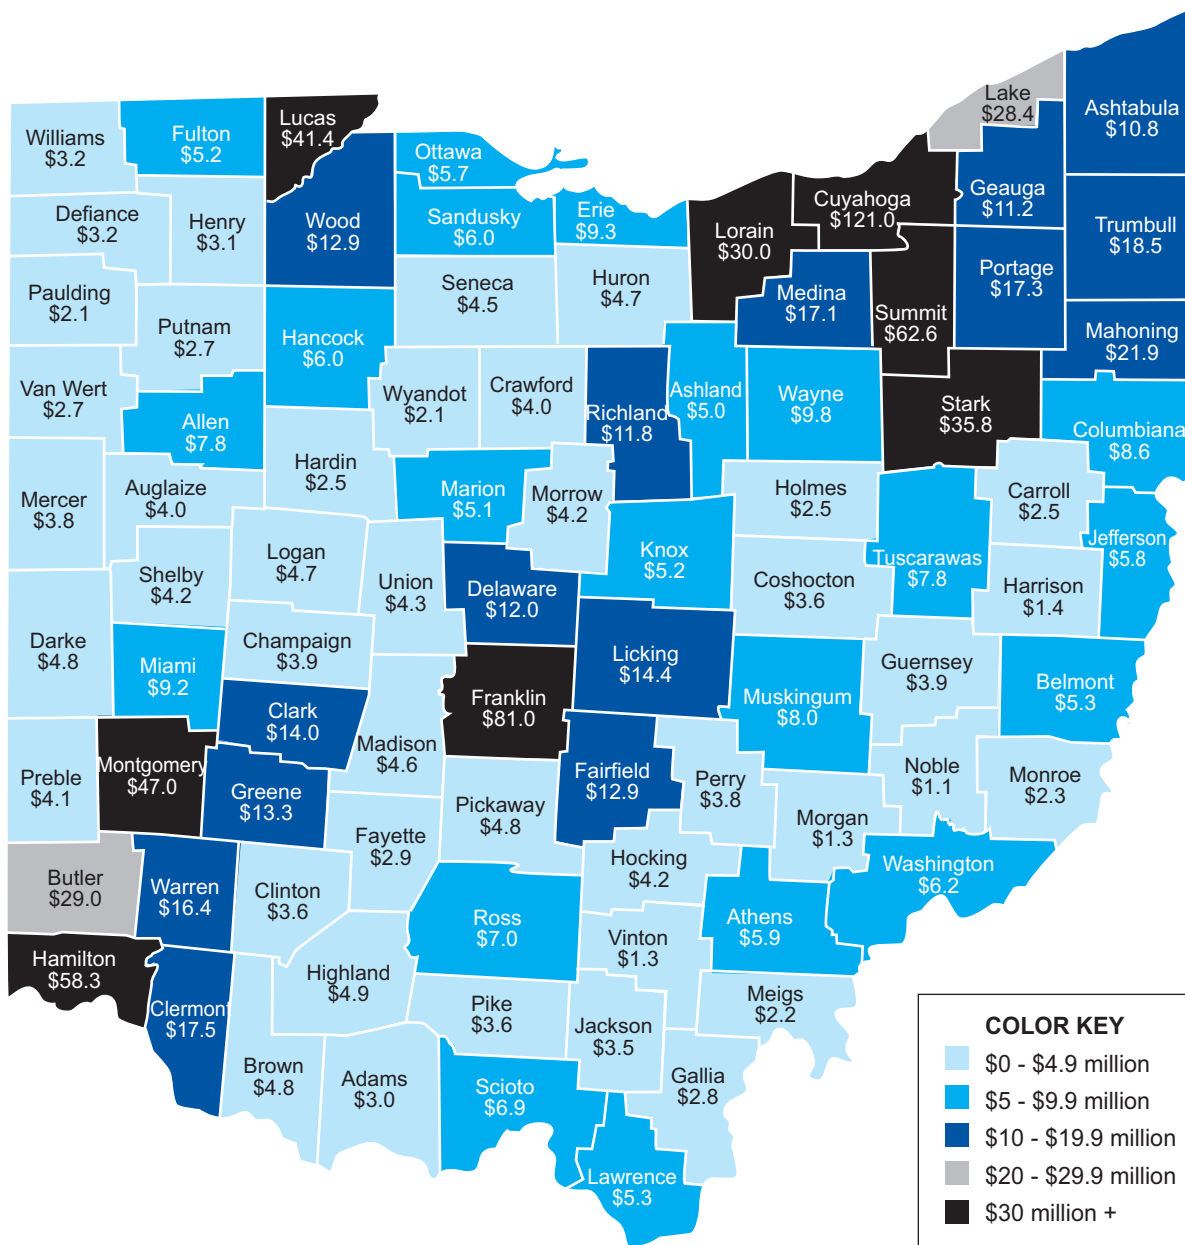 Lake
$28.4
Ashtabula
$10.8
Lucas
$41.4
Williams
$3.2
Fulton
$5.2
Ottawa
$5.7
Geauga
$11.2
Cuyahoga
$121.0
Defiance
$3.2
Henry
$3.1
Wood
$12.9
Sandusky
$6.0
Erie
$9.3
Lorain
$30.0
Trumbull
$18.5
Paulding
$2.1
Putnam
$2.7
Hancock
$6.0
Seneca
$4.5
Huron
$4.7
Medina
$17.1
Summit
$62.6
Portage
$17.3
Mahoning
$21.9
Van Wert
$2.7
Allen
$7.8
Wyandot
$2.1
Crawford
$4.0
Richland
$11.8
Ashland
$5.0
Wayne
$9.8
Stark
$35.8
Columbiana
$8.6
Mercer
$3.8
Auglaize
$4.0
Hardin
$2.5
Marion
$5.1
Morrow
$4.2
Holmes
$2.5
Carroll
$2.5
Jefferson
$5.8
Shelby
$4.2
Logan
$4.7
Union
$4.3
Delaware
$12.0
Knox
$5.2
Coshocton
$3.6
Tuscarawas
$7.8
Harrison
$1.4
Darke
$4.8
Miami
$9.2
Champaign
$3.9
Franklin
$81.0
Licking
$14.4
Muskingum
$8.0
Guernsey
$3.9
Belmont
$5.3
Clark
$14.0
Madison
$4.6
Preble
$4.1
Montgomery
$47.0
Greene
$13.3
Fayette
$2.9
Pickaway
$4.8
Fairfield
$12.9
Perry
$3.8
Morgan
$1.3
Noble
$1.1
Monroe
$2.3
Butler
$29.0
Warren
$16.4
Clinton
$3.6
Ross
$7.0
Hocking
$4.2
Athens
$5.9
Washington
$6.2
Hamilton
$58.3
Clermont
$17.5
Highland
$4.9
Pike
$3.6
Vinton
$1.3
Jackson
$3.5
Meigs
$2.2
Brown
$4.8
Adams
$3.0
Scioto
$6.9
Gallia
$2.8
Lawrence
$5.3
COLOR KEY
$0 - $4.9 million
$5 - $9.9 million
$10 - $19.9 million
$20 - $29.9 million
$30 million +